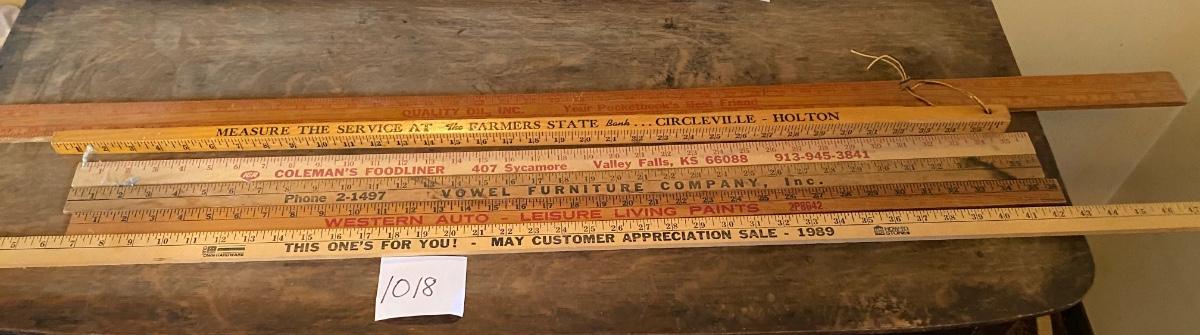 QUALITY OIL INC. Your Pocketbook's Best Friend
MEASURE THE SERVICE AT The FARMERS STATE Bank... CIRCLEVILLE - HOLTON
IGA COLEMAN'S FOODLINER 407 Sycamore Valley Falls, KS 66088 913-945-3841
Phone 2-1497 VOWEL FURNITURE COMPANY, Inc.
WESTERN AUTO - LEISURE LIVING PAINTS 2P8642
THIS ONE'S FOR YOU! - MAY CUSTOMER APPRECIATION SALE - 1989
1018